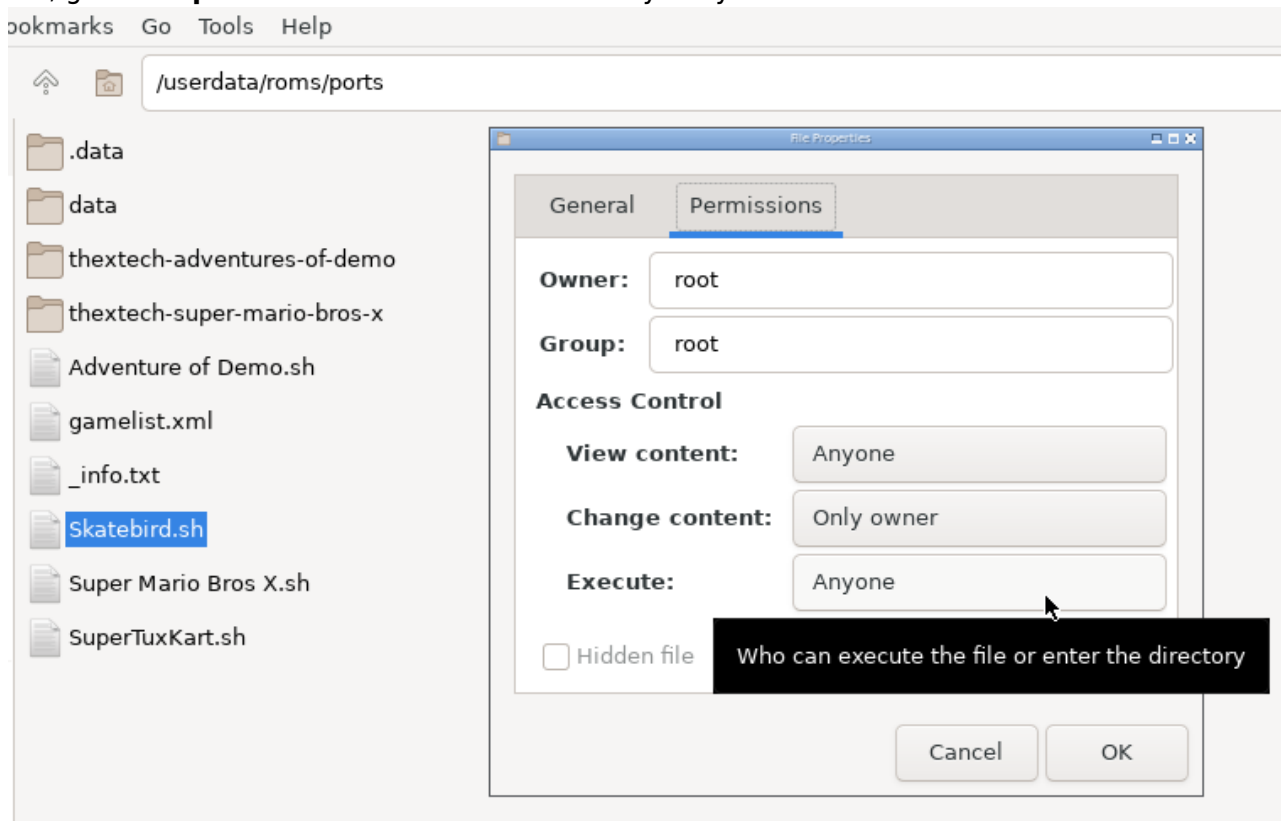 ookmarks Go Tools Help
/userdata/roms/ports
.data
data
thextech-adventures-of-demo
thextech-super-mario-bros-x
Adventure of Demo.sh
gamelist.xml
_info.txt
Skatebird.sh
Super Mario Bros X.sh
SuperTuxKart.sh
File Properties
General Permissions
Owner: root
Group: root
Access Control
View content: Anyone
Change content: Only owner
Execute: Anyone
Hidden file
Who can execute the file or enter the directory
Cancel OK